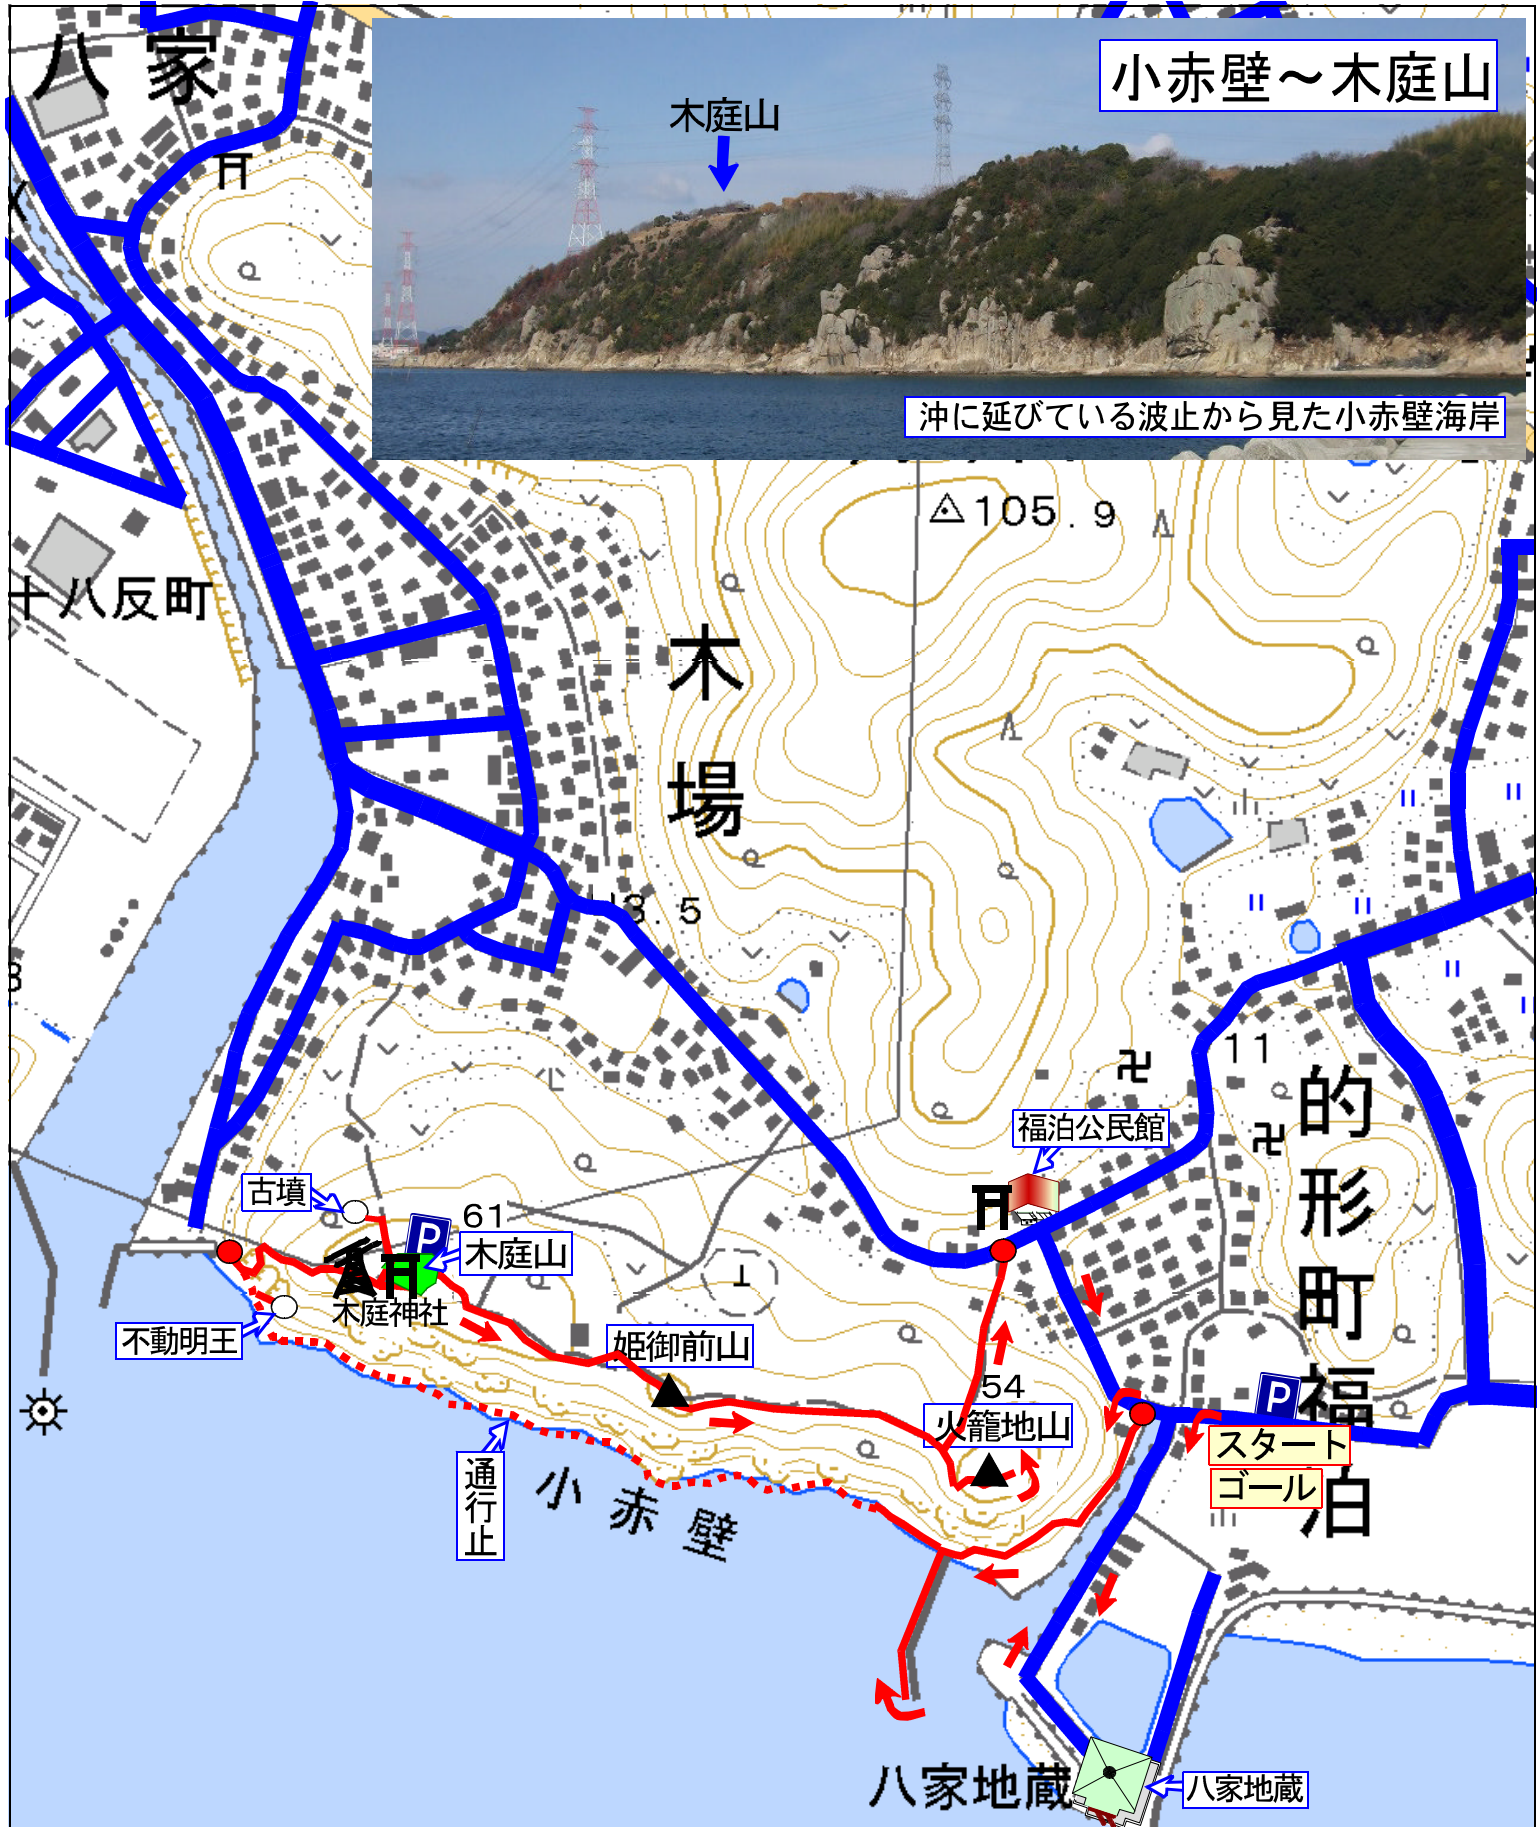 八家
小赤壁～木庭山
木庭山
沖に延びている波止から見た小赤壁海岸
105.9
十八反町
木場
3.5
11
的形町福泊
福泊公民館
古墳
61
P
木庭山
木庭神社
不動明王
姫御前山
54
火籠地山
P
スタート
ゴール
通行止
小赤壁
八家地蔵
八家地蔵